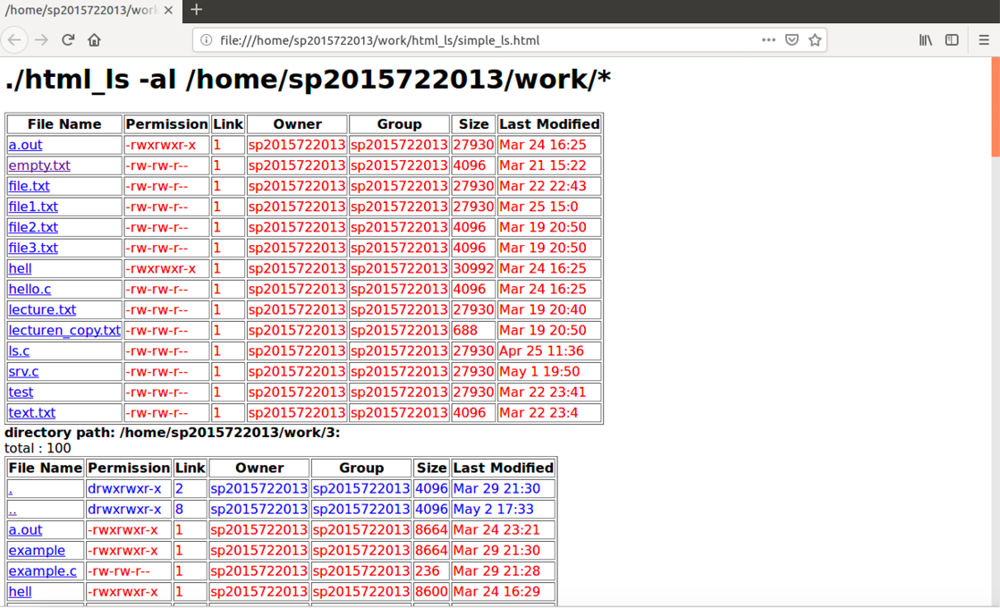 /home/sp2015722013/work
file:///home/sp2015722013/work/html_ls/simple_ls.html
./html_ls -al /home/sp2015722013/work/*
File Name Permission Link Owner Group Size Last Modified
a.out -rwxrwxr-x 1 sp2015722013 sp2015722013 27930 Mar 24 16:25
empty.txt -rw-rw-r-- 1 sp2015722013 sp2015722013 4096 Mar 21 15:22
file.txt -rw-rw-r-- 1 sp2015722013 sp2015722013 27930 Mar 22 22:43
file1.txt -rw-rw-r-- 1 sp2015722013 sp2015722013 27930 Mar 25 15:0
file2.txt -rw-rw-r-- 1 sp2015722013 sp2015722013 4096 Mar 19 20:50
file3.txt -rw-rw-r-- 1 sp2015722013 sp2015722013 4096 Mar 19 20:50
hell -rwxrwxr-x 1 sp2015722013 sp2015722013 30992 Mar 24 16:25
hello.c -rw-rw-r-- 1 sp2015722013 sp2015722013 4096 Mar 24 16:25
lecture.txt -rw-rw-r-- 1 sp2015722013 sp2015722013 27930 Mar 19 20:40
lecturen_copy.txt -rw-rw-r-- 1 sp2015722013 sp2015722013 688 Mar 19 20:50
ls.c -rw-rw-r-- 1 sp2015722013 sp2015722013 27930 Apr 25 11:36
srv.c -rw-rw-r-- 1 sp2015722013 sp2015722013 27930 May 1 19:50
test -rw-rw-r-- 1 sp2015722013 sp2015722013 27930 Mar 22 23:41
text.txt -rw-rw-r-- 1 sp2015722013 sp2015722013 4096 Mar 22 23:4
directory path: /home/sp2015722013/work/3:
total : 100
File Name Permission Link Owner Group Size Last Modified
. drwxrwxr-x 2 sp2015722013 sp2015722013 4096 Mar 29 21:30
.. drwxrwxr-x 8 sp2015722013 sp2015722013 4096 May 2 17:33
a.out -rwxrwxr-x 1 sp2015722013 sp2015722013 8664 Mar 24 23:21
example -rwxrwxr-x 1 sp2015722013 sp2015722013 8664 Mar 29 21:30
example.c -rw-rw-r-- 1 sp2015722013 sp2015722013 236 Mar 29 21:28
hell -rwxrwxr-x 1 sp2015722013 sp2015722013 8600 Mar 24 16:29